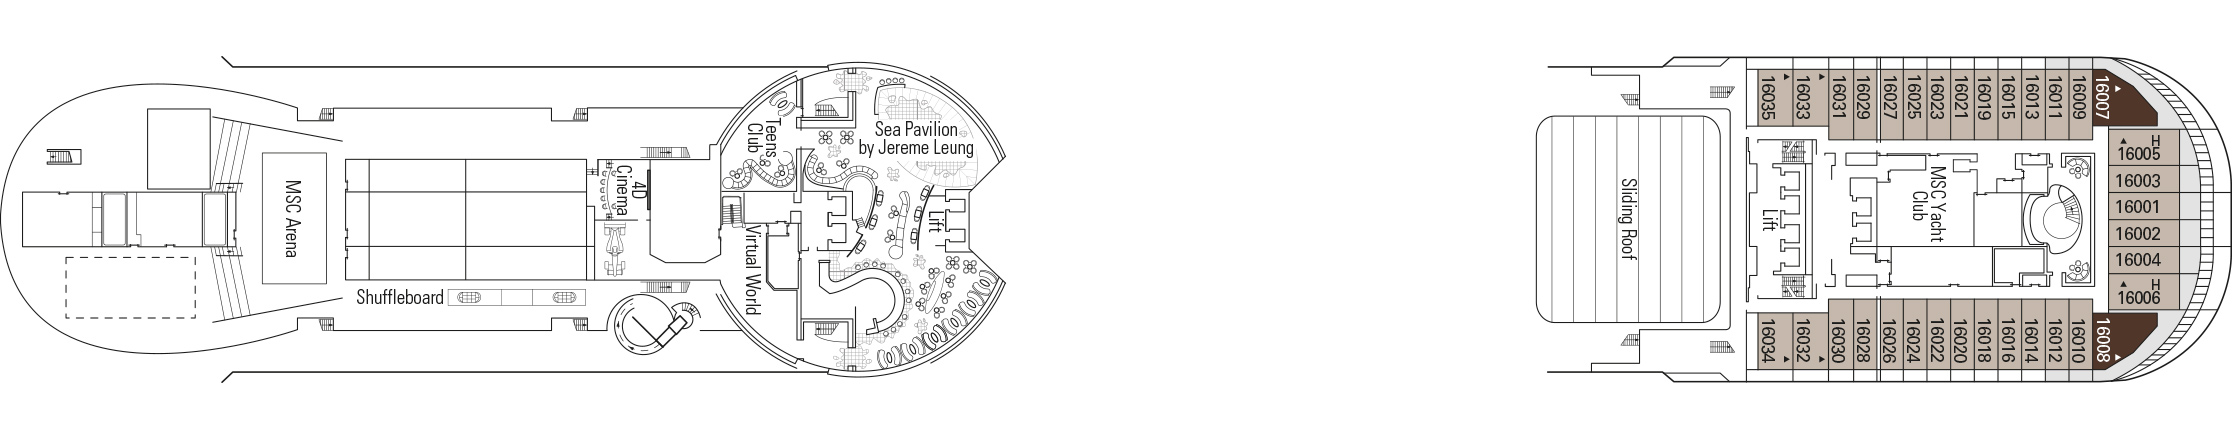 MSC Arena
Shuffleboard
4D
Cinema
Teens
Club
Virtual World
Sea Pavilion
by Jereme Leung
Lift
Sliding Roof
Lift
MSC Yacht
Club
16035
16033
16031
16029
16027
16025
16023
16021
16019
16015
16013
16011
16009
16007
H
16005
16003
16001
16002
16004
H
16006
16034
16032
16030
16028
16026
16024
16022
16020
16018
16016
16014
16012
16010
16008